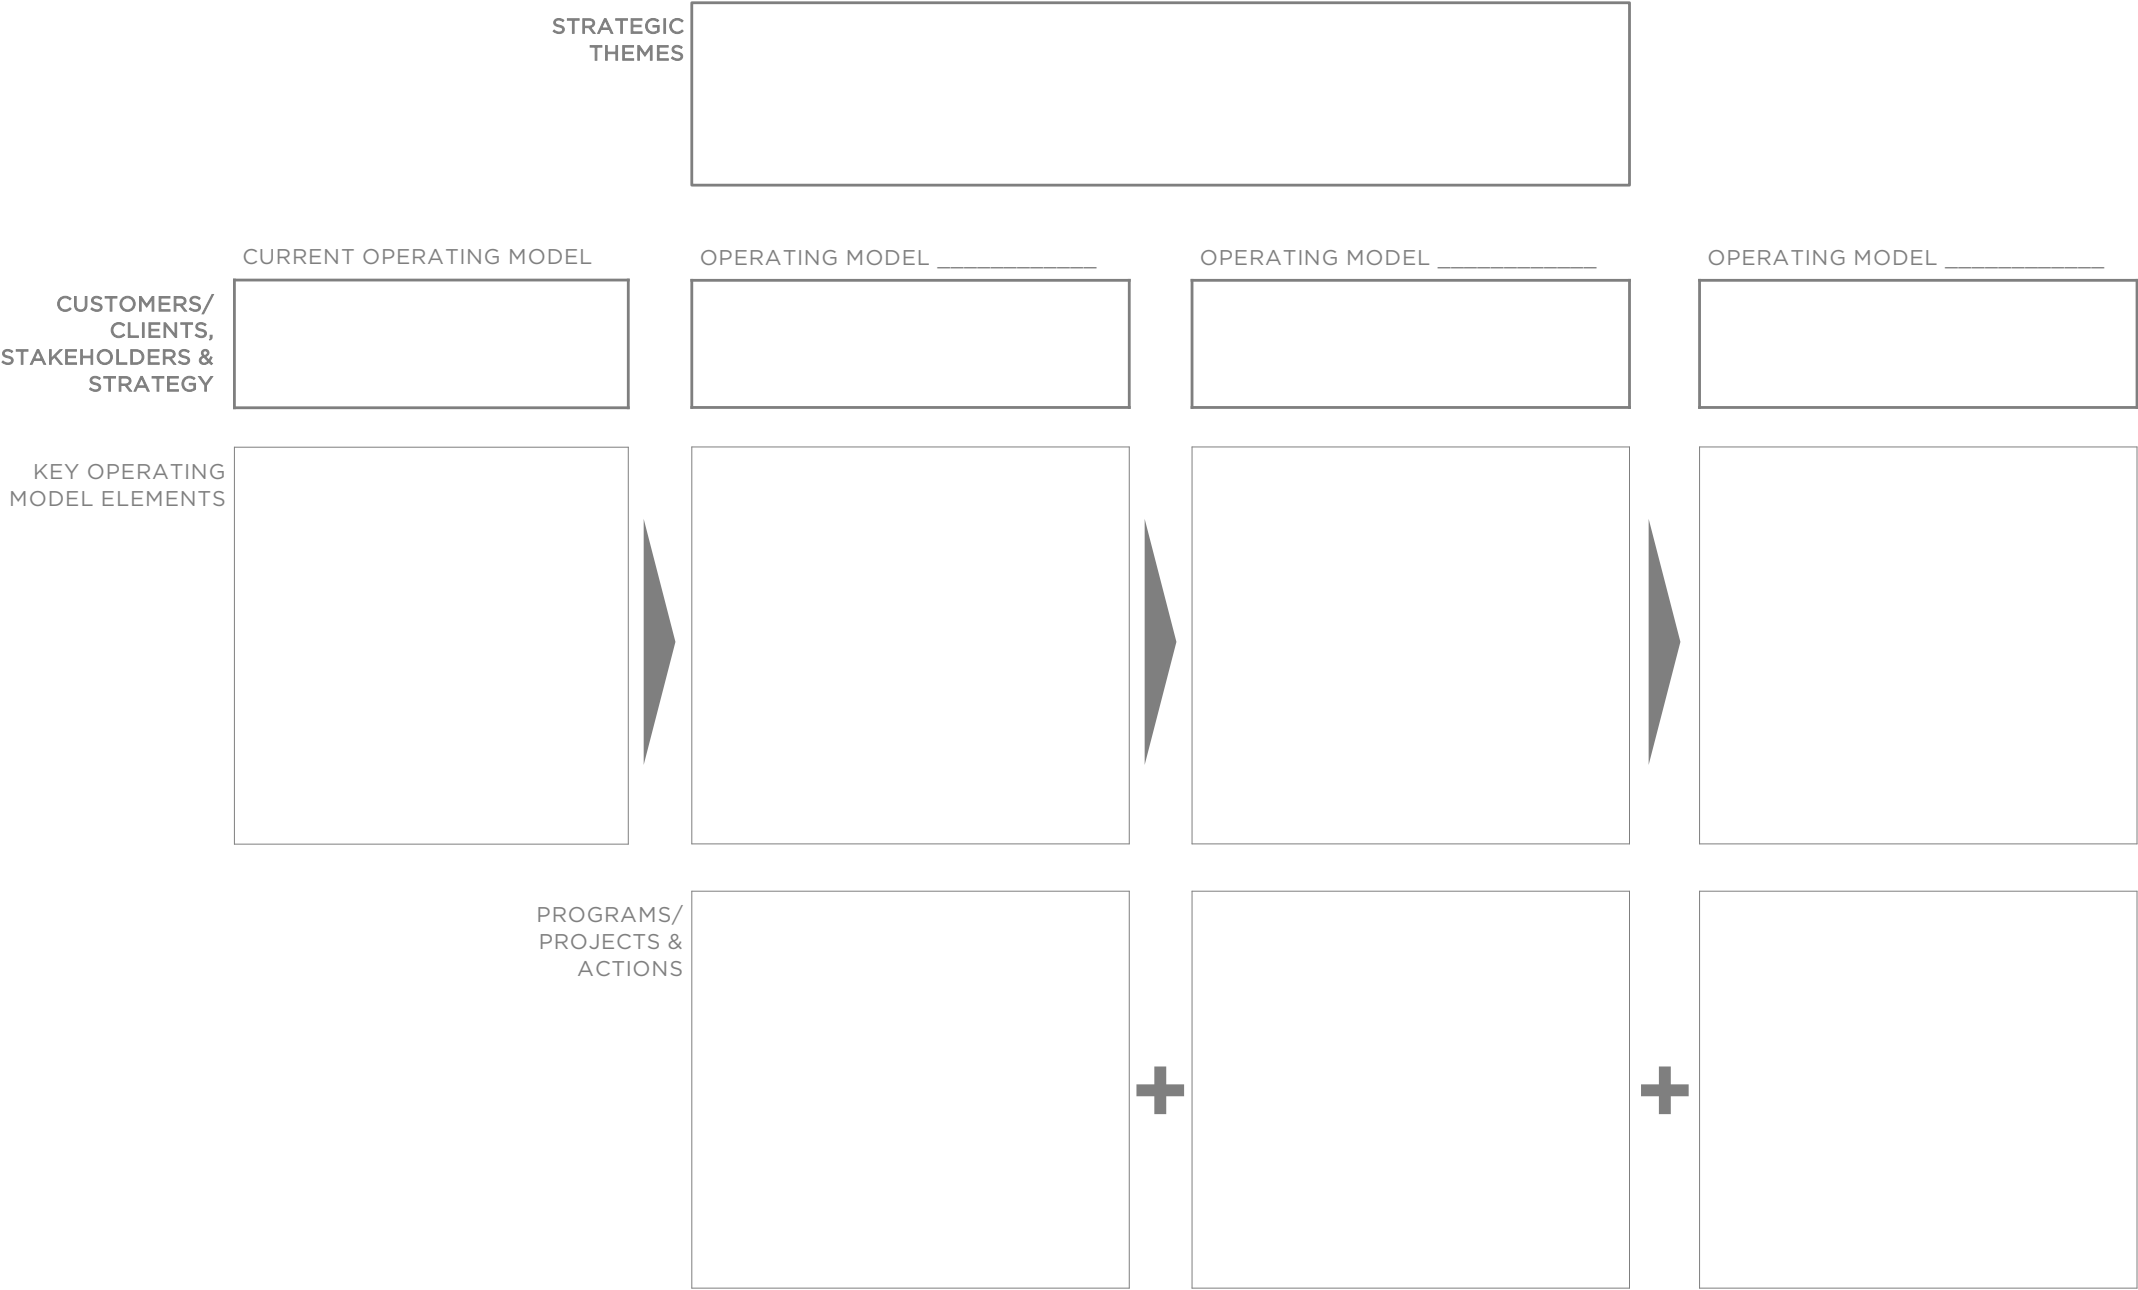 STRATEGIC
THEMES
CURRENT OPERATING MODEL
OPERATING MODEL ____________
OPERATING MODEL ____________
OPERATING MODEL ____________
CUSTOMERS/
CLIENTS,
STAKEHOLDERS &
STRATEGY
KEY OPERATING
MODEL ELEMENTS
PROGRAMS/
PROJECTS &
ACTIONS